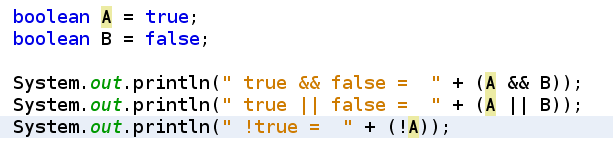 boolean A = true;
boolean B = false;
System.out.println(" true && false =  " + (A && B));
System.out.println(" true || false =  " + (A || B));
System.out.println(" !true =  " + (!A));